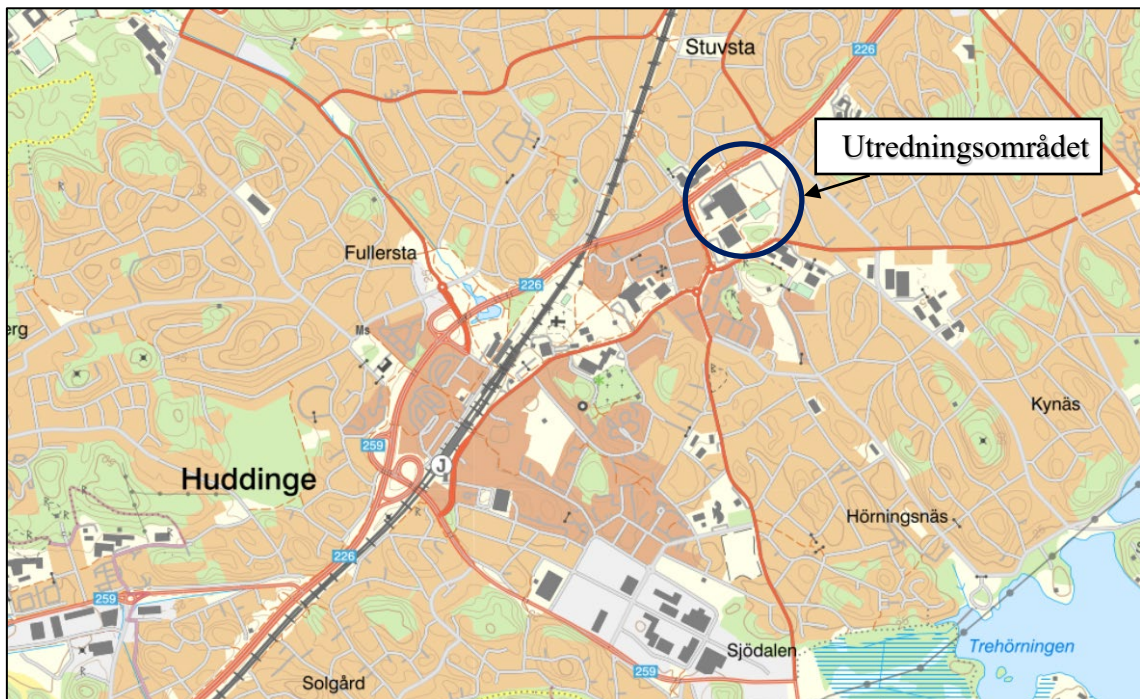 Stuvsta
226
Utredningsområdet
Fullersta
226
Ms
erg
Kynäs
259
Huddinge
J
Hörningsnäs
226
259
Sjödalen
Trehörningen
259
Solgård